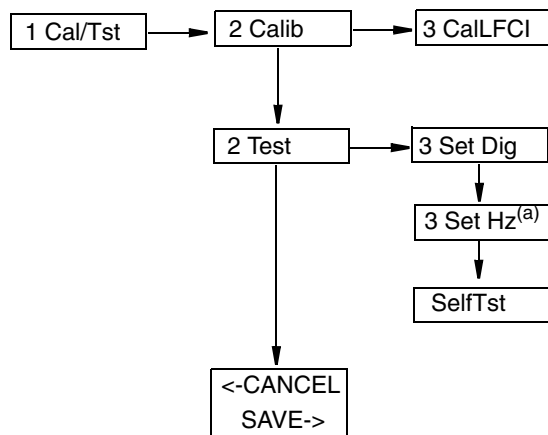 1 Cal/Tst
2 Calib
3 CalLFCI
2 Test
3 Set Dig
3 Set Hz(a)
SelfTst
<-CANCEL
SAVE->